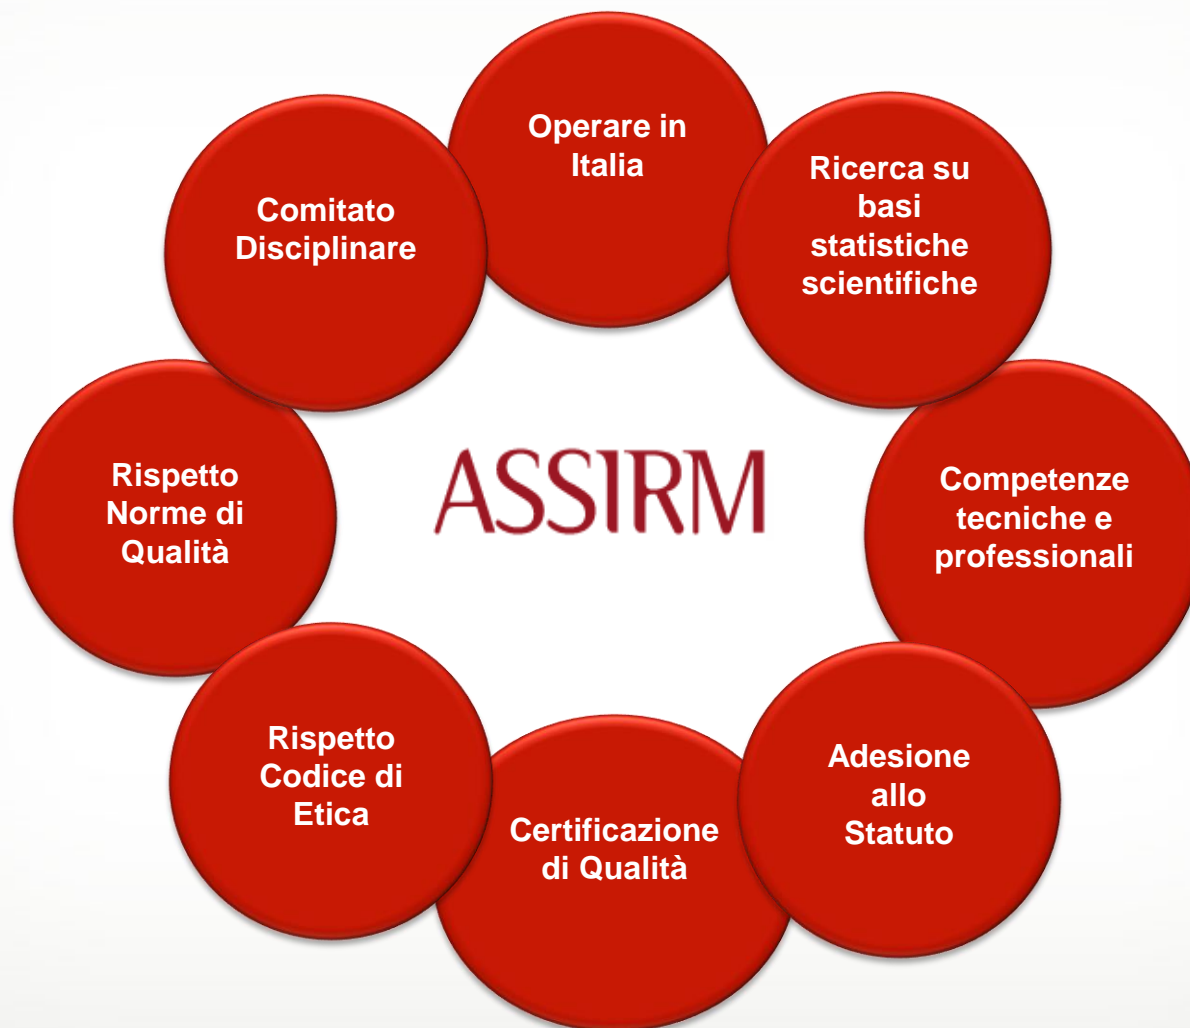 Operare in
Italia
Ricerca su
basi
statistiche
scientifiche
Competenze
tecniche e
professionali
Adesione
allo
Statuto
Certificazione
di Qualità
Rispetto
Codice di
Etica
Rispetto
Norme di
Qualità
Comitato
Disciplinare
ASSIRM